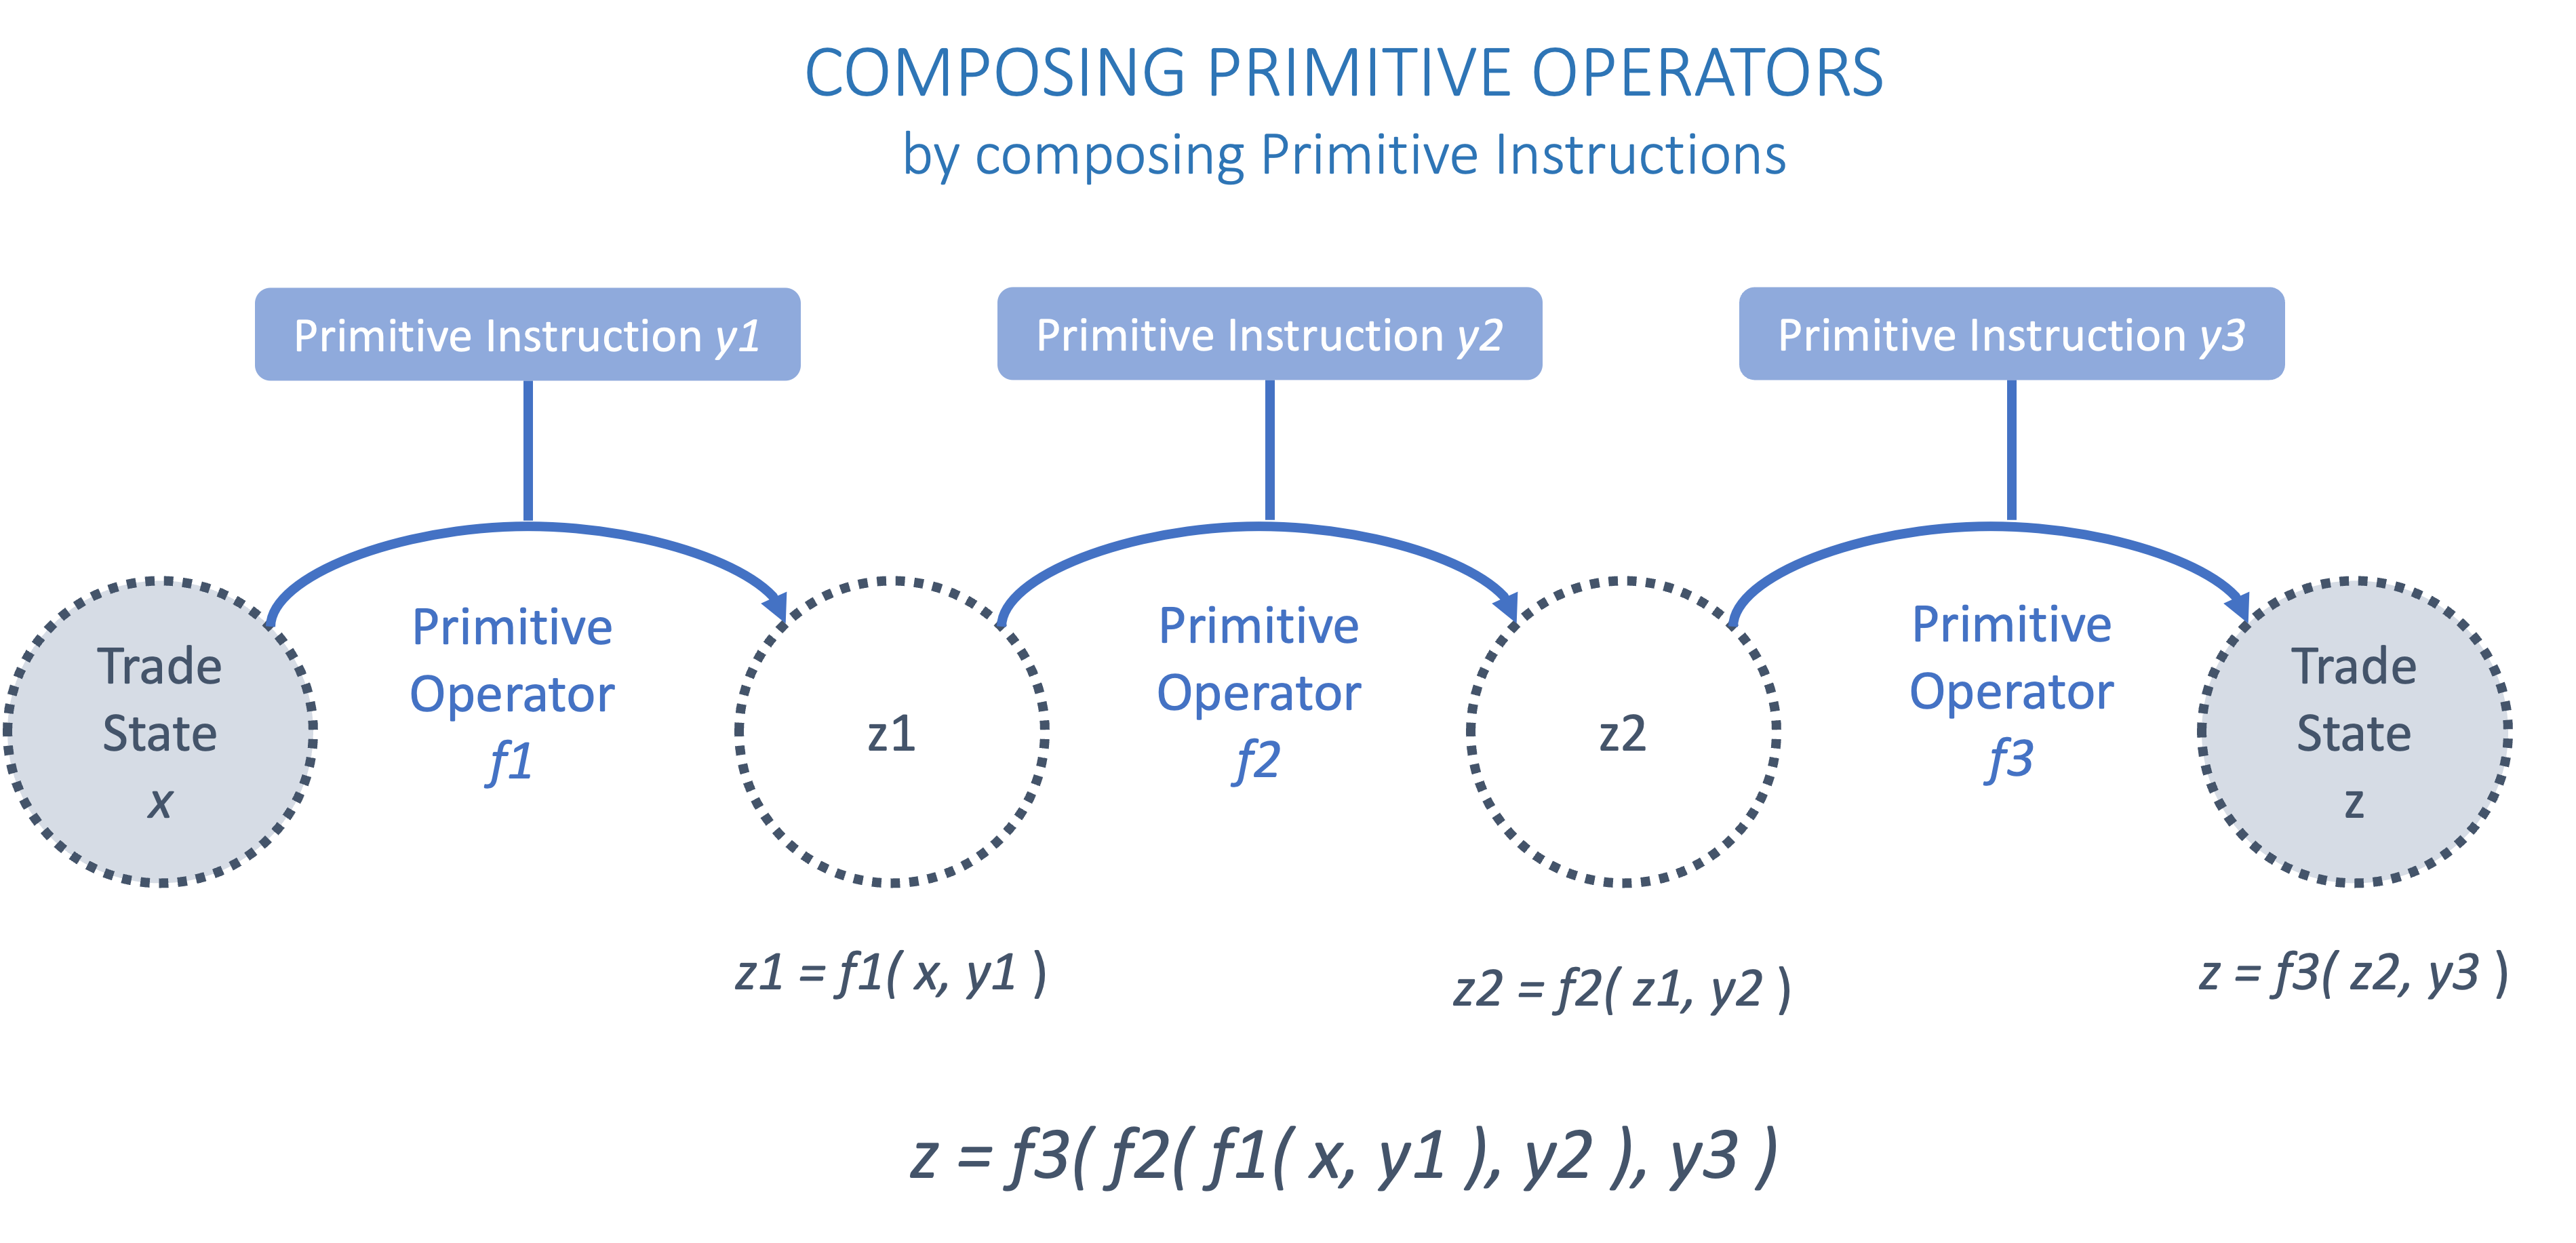 COMPOSING PRIMITIVE OPERATORS
by composing Primitive Instructions
Primitive Instruction y1
Primitive Instruction y2
Primitive Instruction y3
Trade
State
x
Primitive
Operator
f1
z1
Primitive
Operator
f2
z2
Primitive
Operator
f3
Trade
State
z
z1 = f1( x, y1 )
z2 = f2( z1, y2 )
z = f3( z2, y3 )
z = f3( f2( f1( x, y1 ), y2 ), y3 )